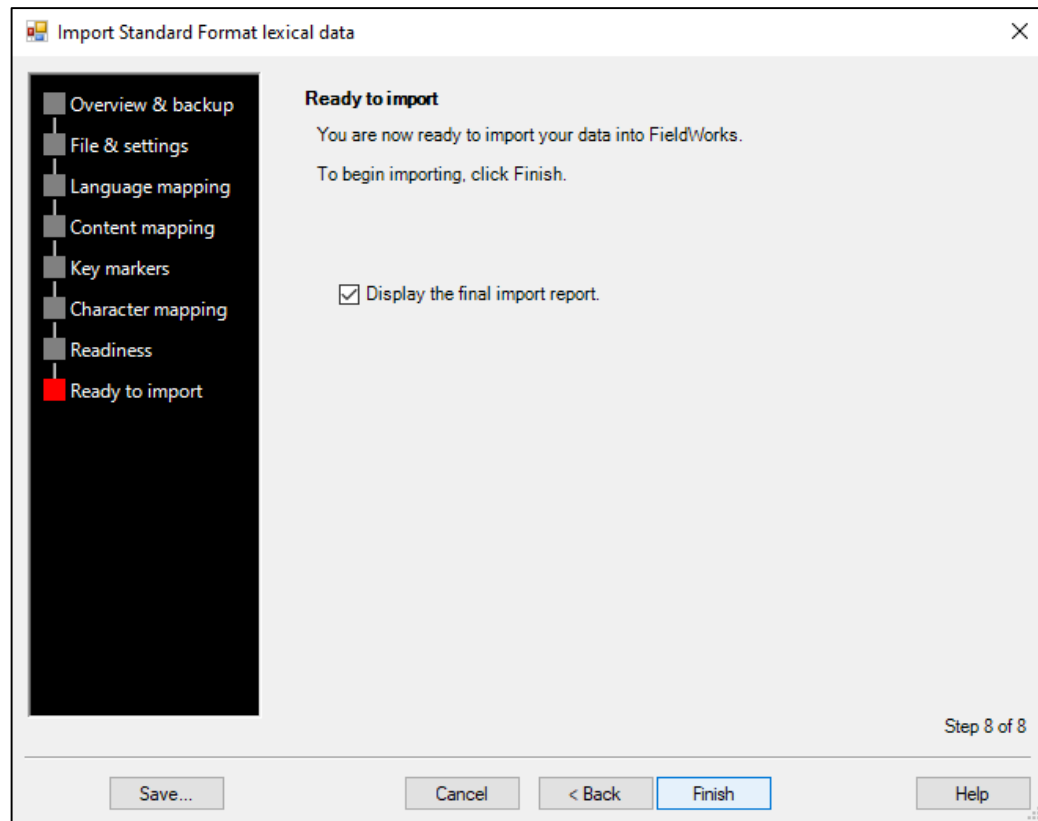 Import Standard Format lexical data
Overview & backup
File & settings
Language mapping
Content mapping
Key markers
Character mapping
Readiness
Ready to import
Ready to import
You are now ready to import your data into FieldWorks.
To begin importing, click Finish.
Display the final import report.
Step 8 of 8
Save...
Cancel
< Back
Finish
Help